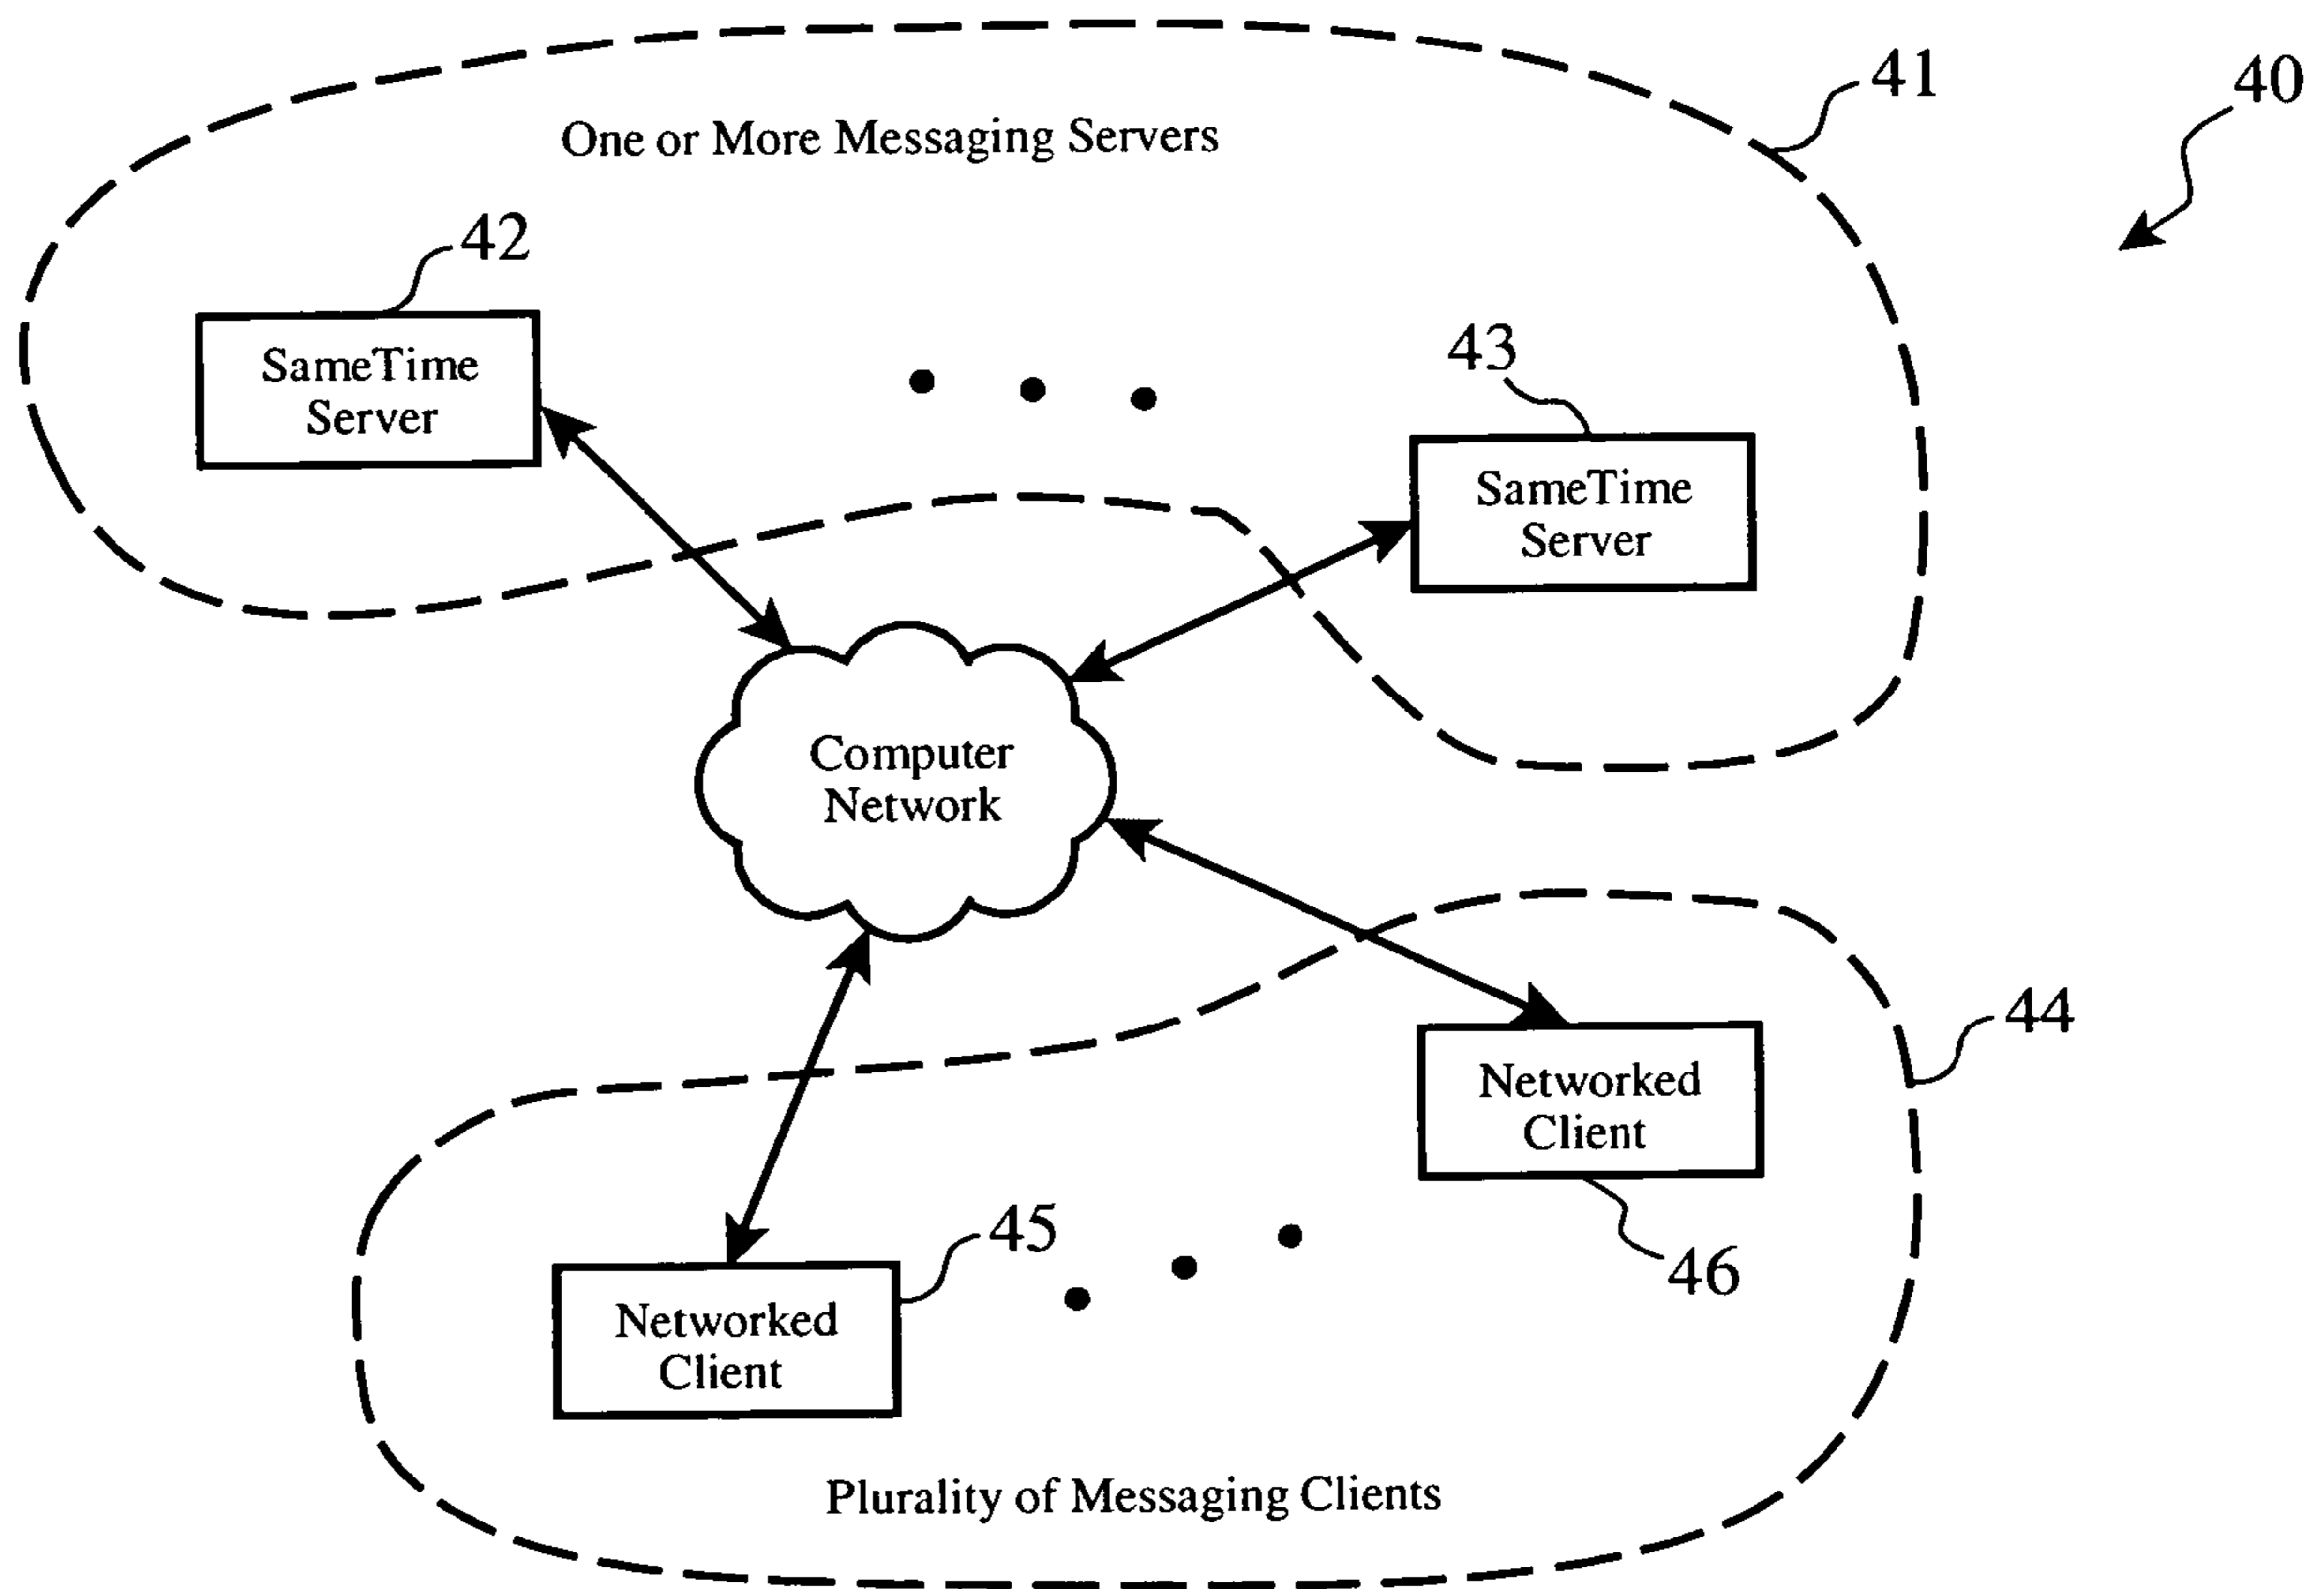 41
40
One or More Messaging Servers
42
SameTime
Server
43
SameTime
Server
Computer
Network
44
Networked
Client
46
45
Networked
Client
Plurality of Messaging Clients